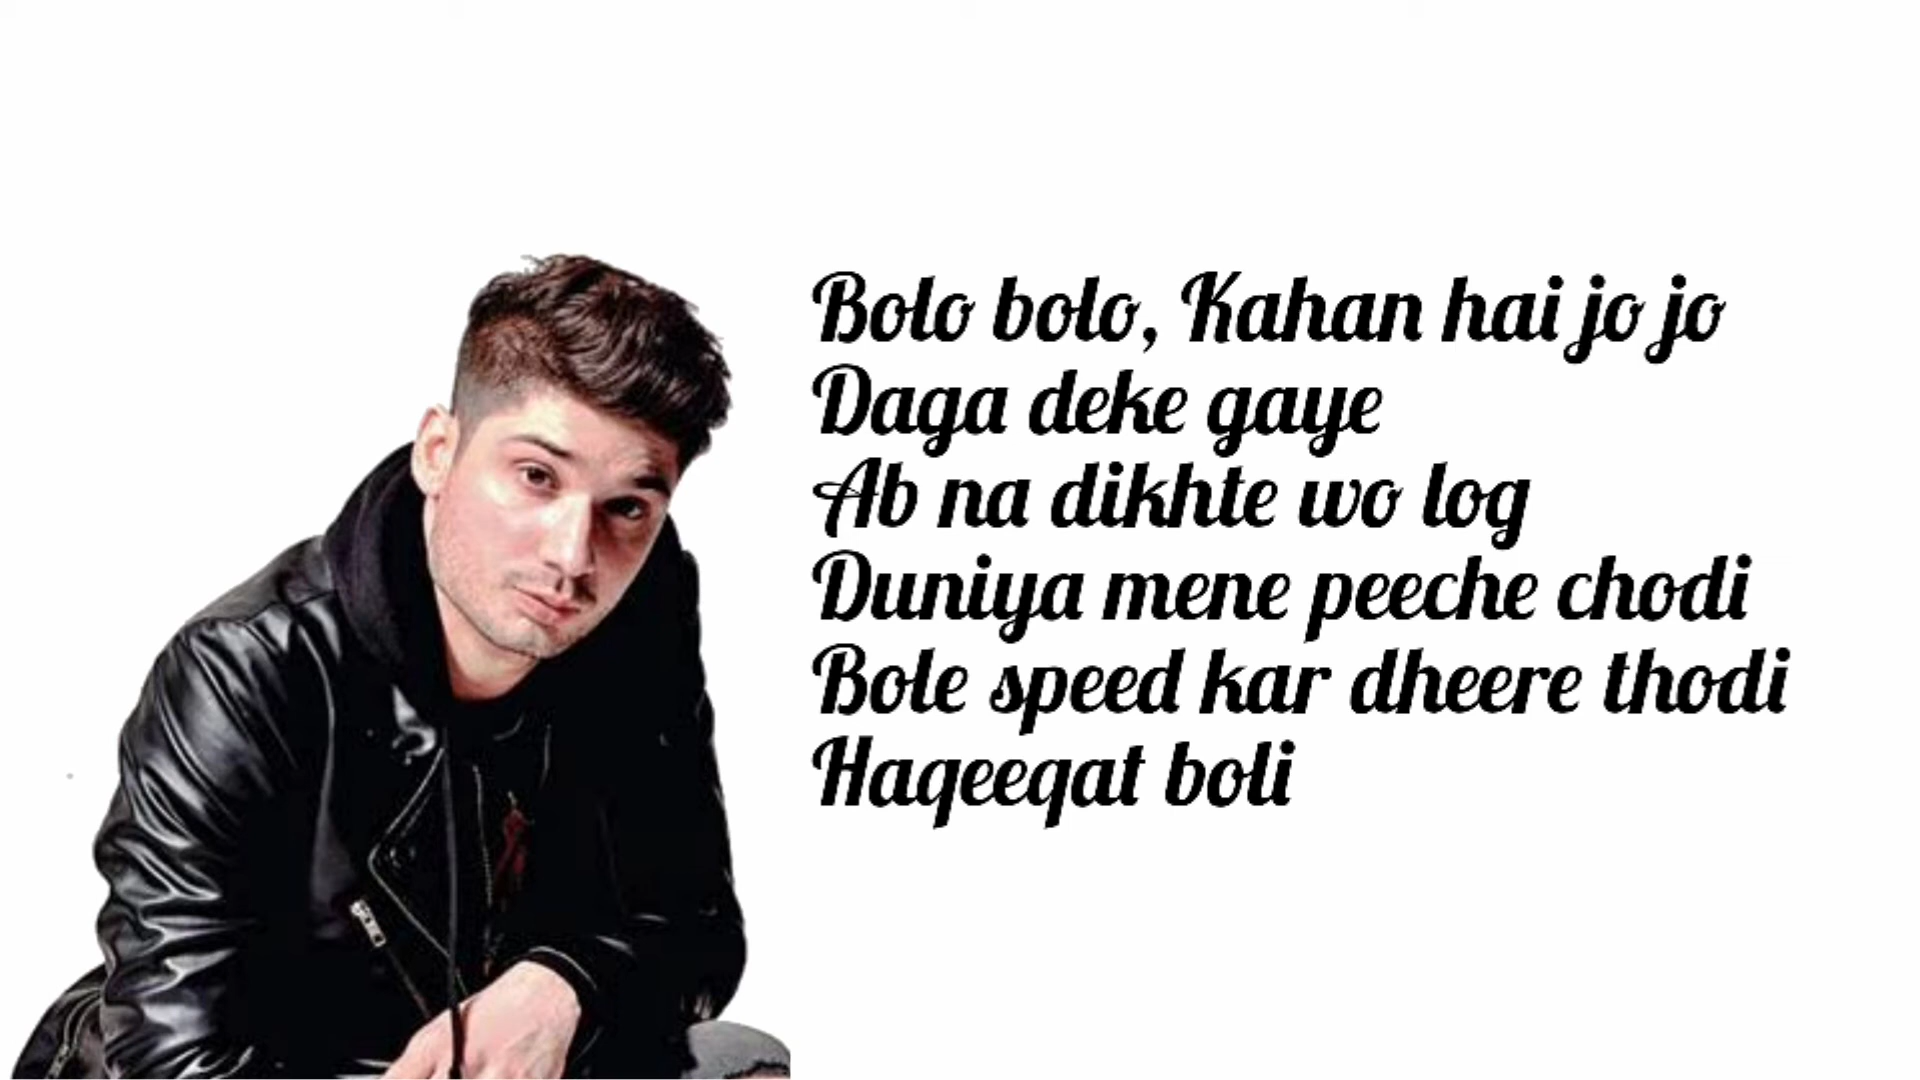 Bolo bolo, Kahan hai jo jo
Daga deke gaye
Ab na dikhte wo log
Duniya mene peeche chodi
Bole speed kar dheere thodi
Haqeeqat boli